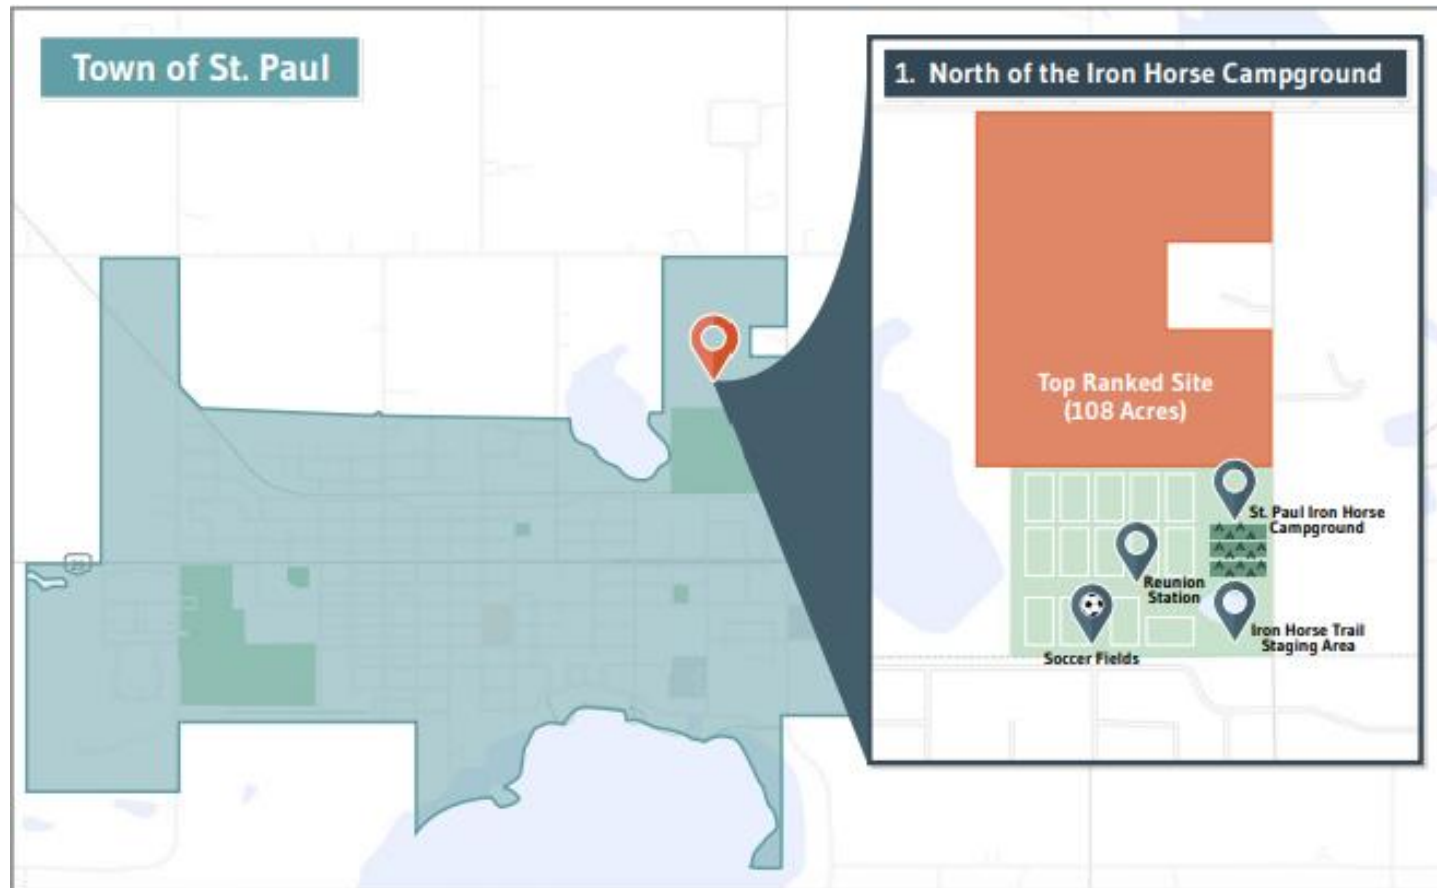 Town of St. Paul
1. North of the Iron Horse Campground
Top Ranked Site
(108 Acres)
St. Paul Iron Horse
Campground
Reunion
Station
Iron Horse Trail
Staging Area
Soccer Fields